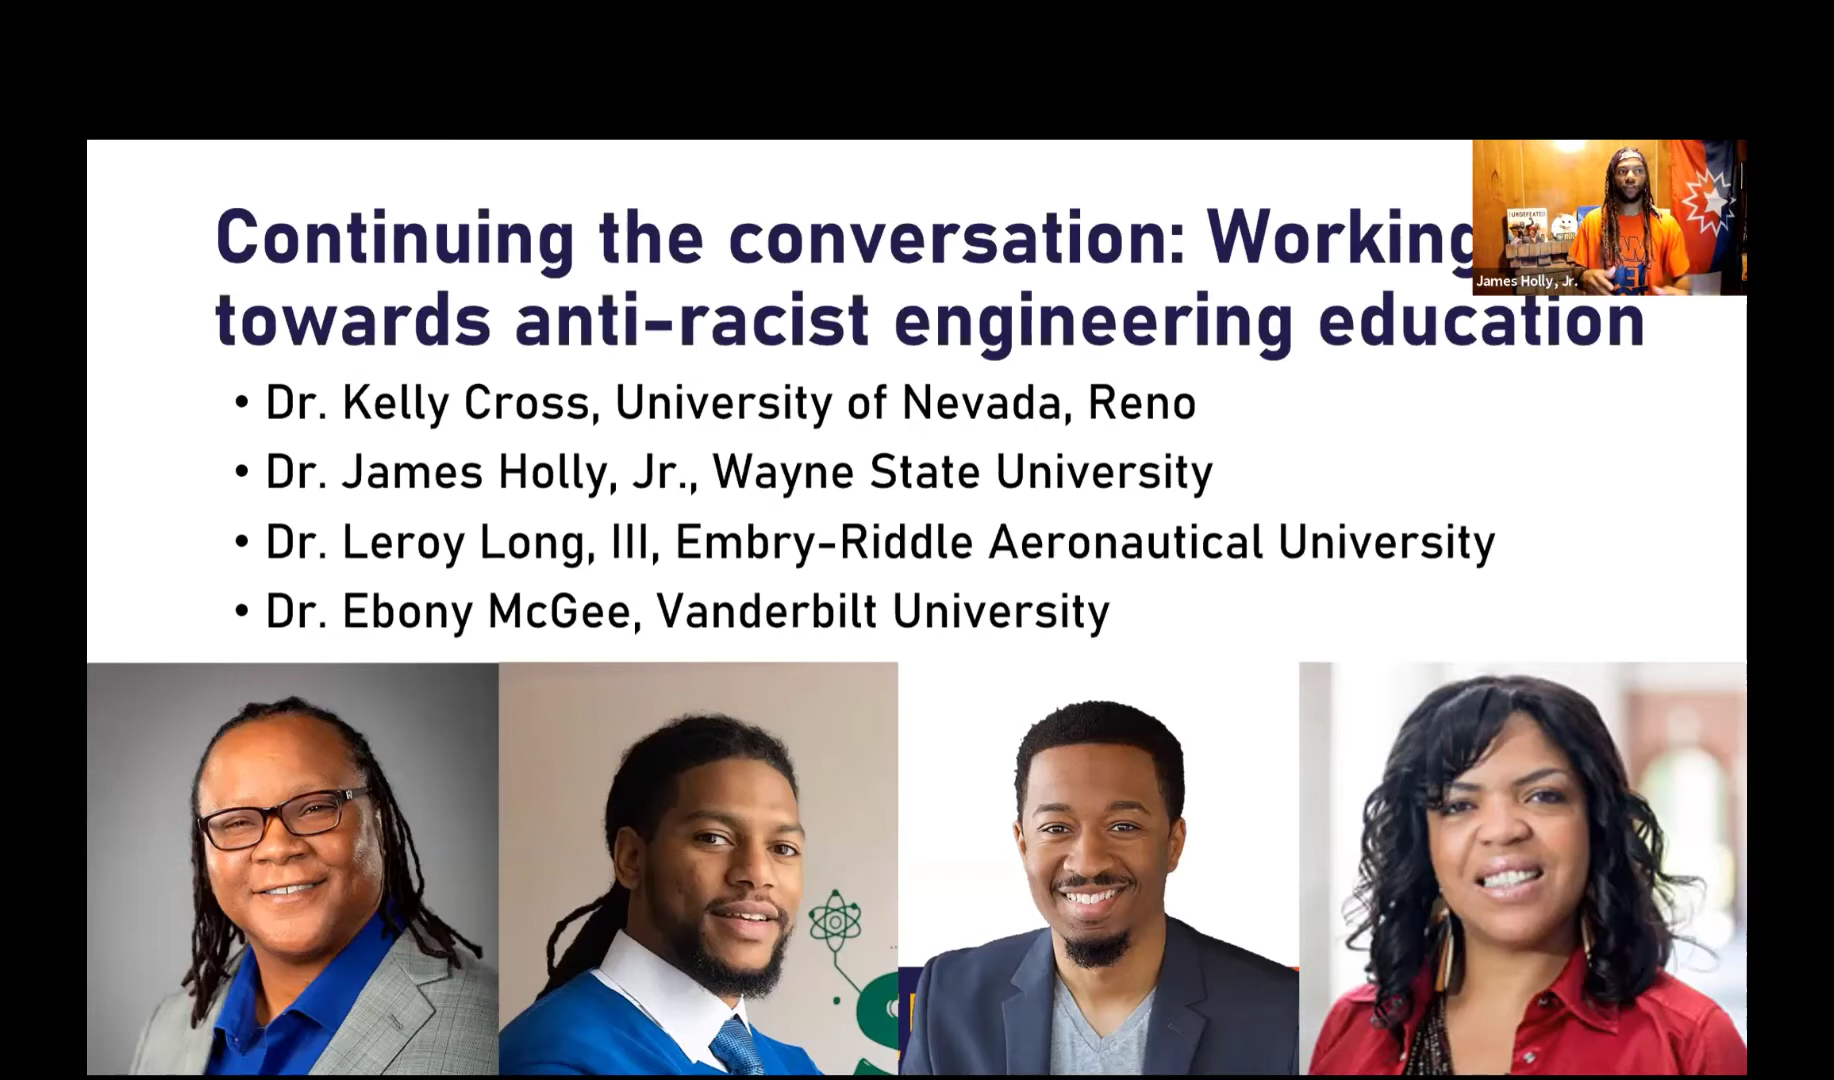 Continuing the conversation: Working
towards anti-racist engineering education
• Dr. Kelly Cross, University of Nevada, Reno
• Dr. James Holly, Jr., Wayne State University
• Dr. Leroy Long, III, Embry-Riddle Aeronautical University
• Dr. Ebony McGee, Vanderbilt University
UNDEFEATED
James Holly, Jr.